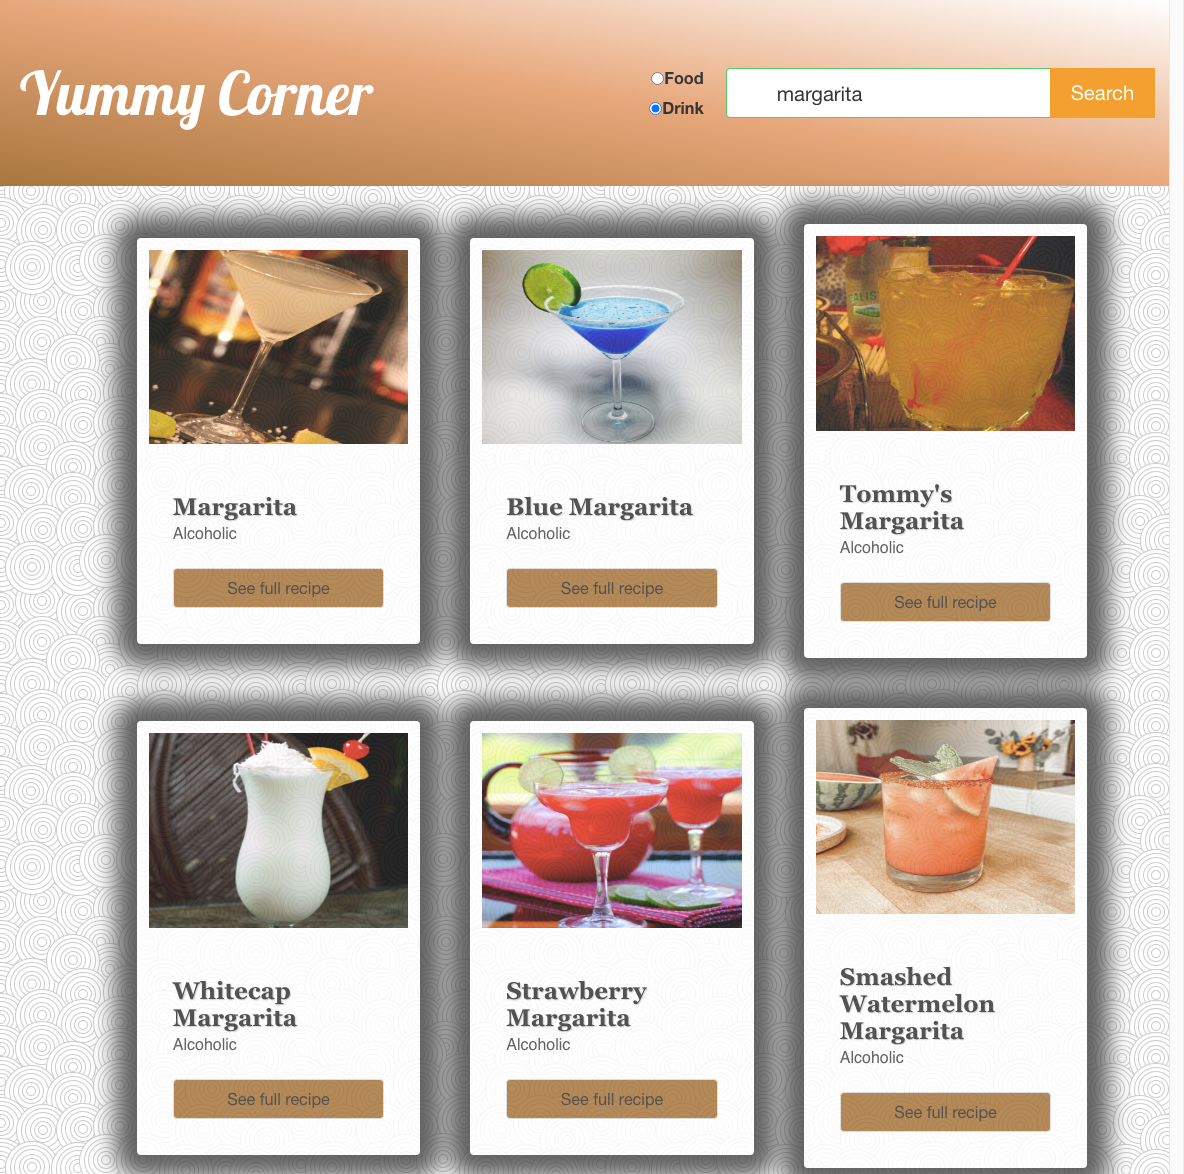 Yummy Corner
Food
Drink
margarita
Search
Margarita
Alcoholic
See full recipe
Blue Margarita
Alcoholic
See full recipe
Tommy's
Margarita
Alcoholic
See full recipe
Whitecap
Margarita
Alcoholic
See full recipe
Strawberry
Margarita
Alcoholic
See full recipe
Smashed
Watermelon
Margarita
Alcoholic
See full recipe